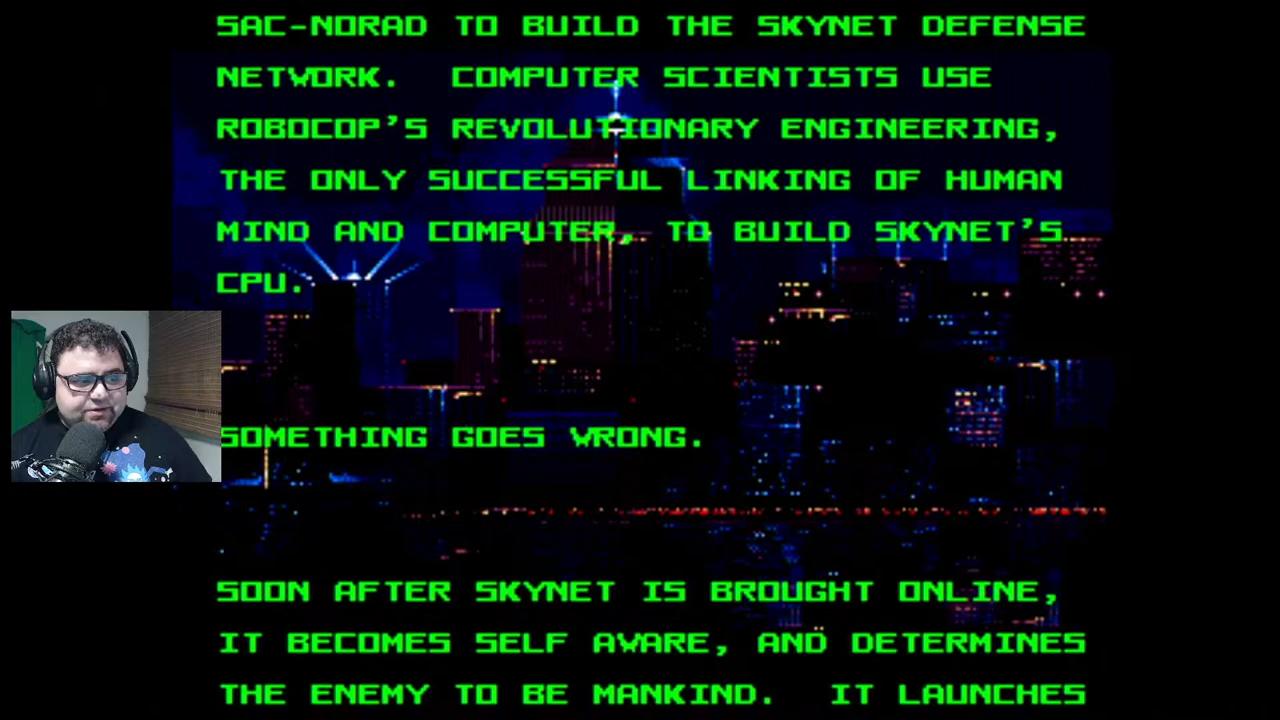 SAC-NORAD TO BUILD THE SKYNET DEFENSE
NETWORK. COMPUTER SCIENTISTS USE
ROBOCOP'S REVOLUTIONARY ENGINEERING,
THE ONLY SUCCESSFUL LINKING OF HUMAN
MIND AND COMPUTER, TO BUILD SKYNET'S
CPU.
SOMETHING GOES WRONG.
SOON AFTER SKYNET IS BROUGHT ONLINE,
IT BECOMES SELF AWARE, AND DETERMINES
THE ENEMY TO BE MANKIND. IT LAUNCHES